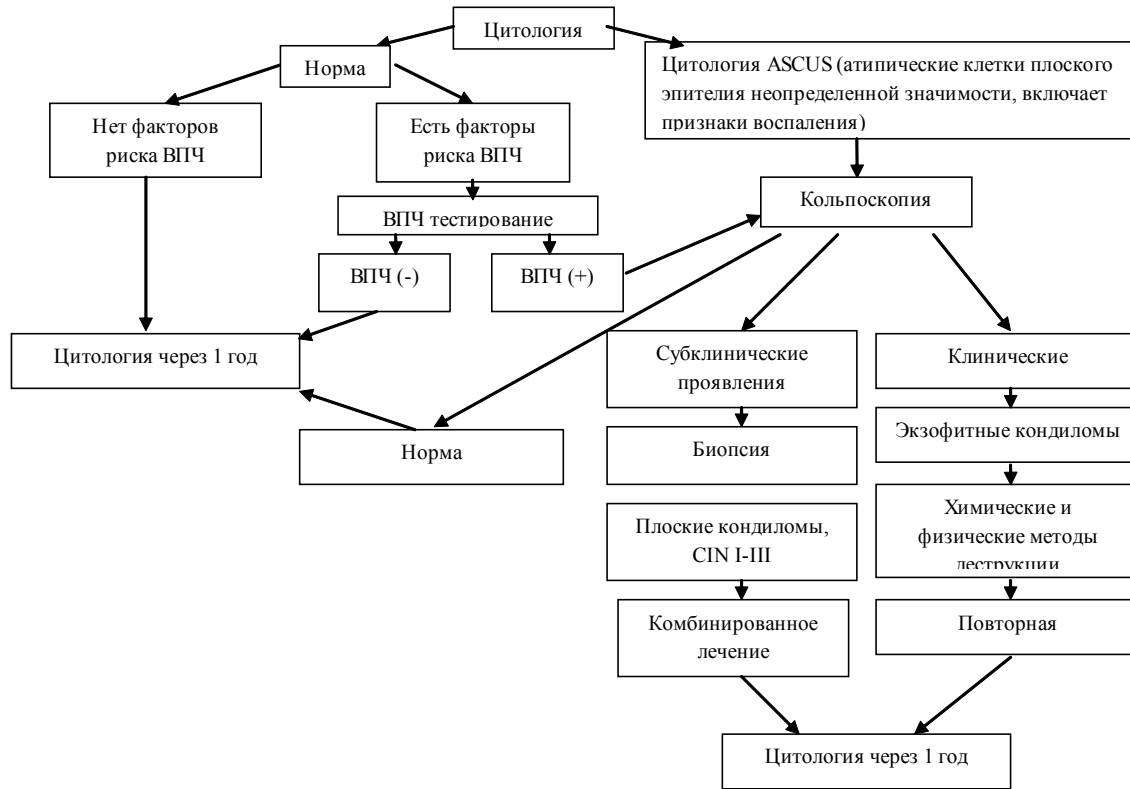 Цитология
Норма
Цитология ASCUS (атипические клетки плоского
эпителия неопределенной значимости, включает
признаки воспаления)
Нет факторов
риска ВПЧ
Есть факторы
риска ВПЧ
Кольпоскопия
ВПЧ тестирование
ВПЧ (-)
ВПЧ (+)
Цитология через 1 год
Субклинические
проявления
Клинические
Норма
Биопсия
Экзофитные кондиломы
Плоские кондиломы,
CIN I-III
Химические и
физические методы
деструкции
Комбинированное
лечение
Повторная
Цитология через 1 год